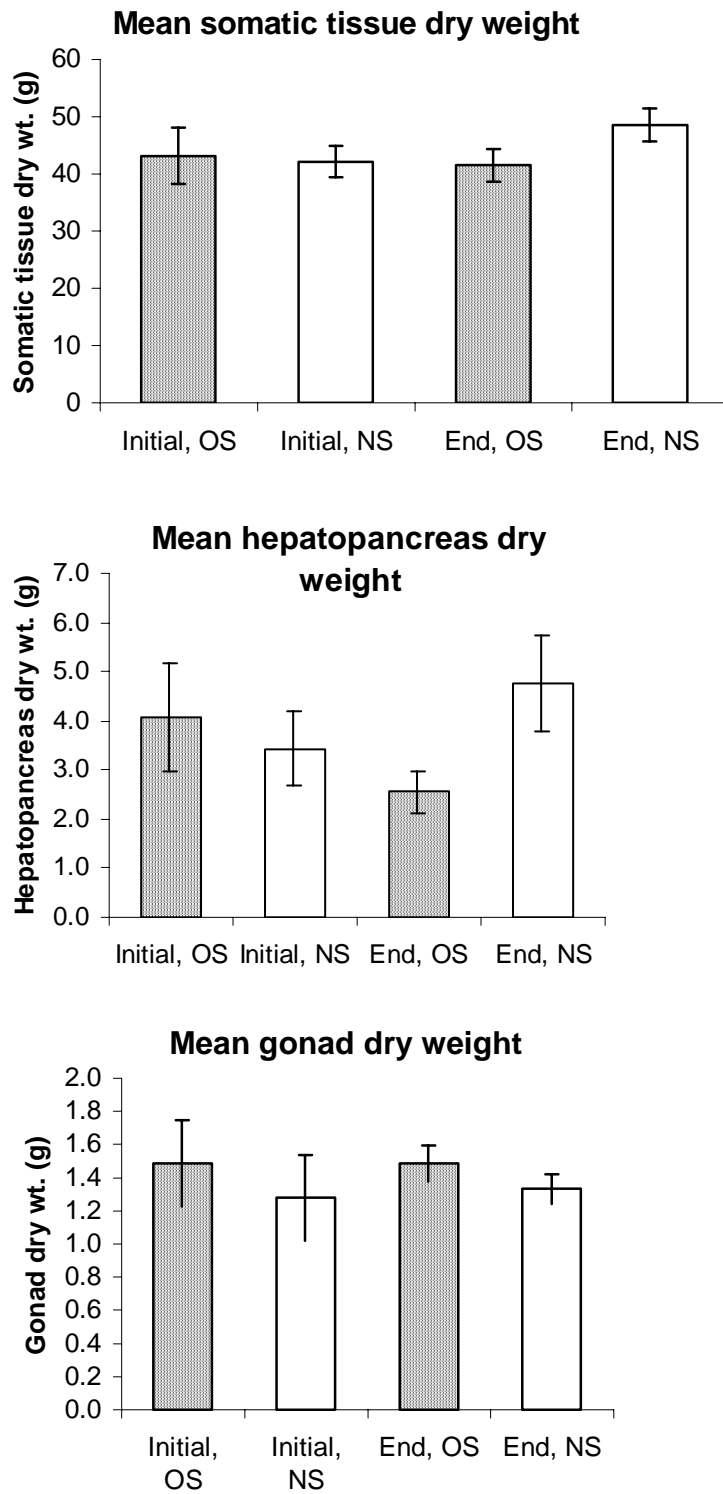 Mean somatic tissue dry weight
Somatic tissue dry wt. (g)
60
50
40
30
20
10
0
Initial, OS Initial, NS End, OS End, NS
Mean hepatopancreas dry
weight
Hepatopancreas dry wt. (g)
7.0
6.0
5.0
4.0
3.0
2.0
1.0
0.0
Initial, OS Initial, NS End, OS End, NS
Mean gonad dry weight
Gonad dry wt. (g)
2.0
1.8
1.6
1.4
1.2
1.0
0.8
0.6
0.4
0.2
0.0
Initial, Initial, End, OS End, NS
OS NS